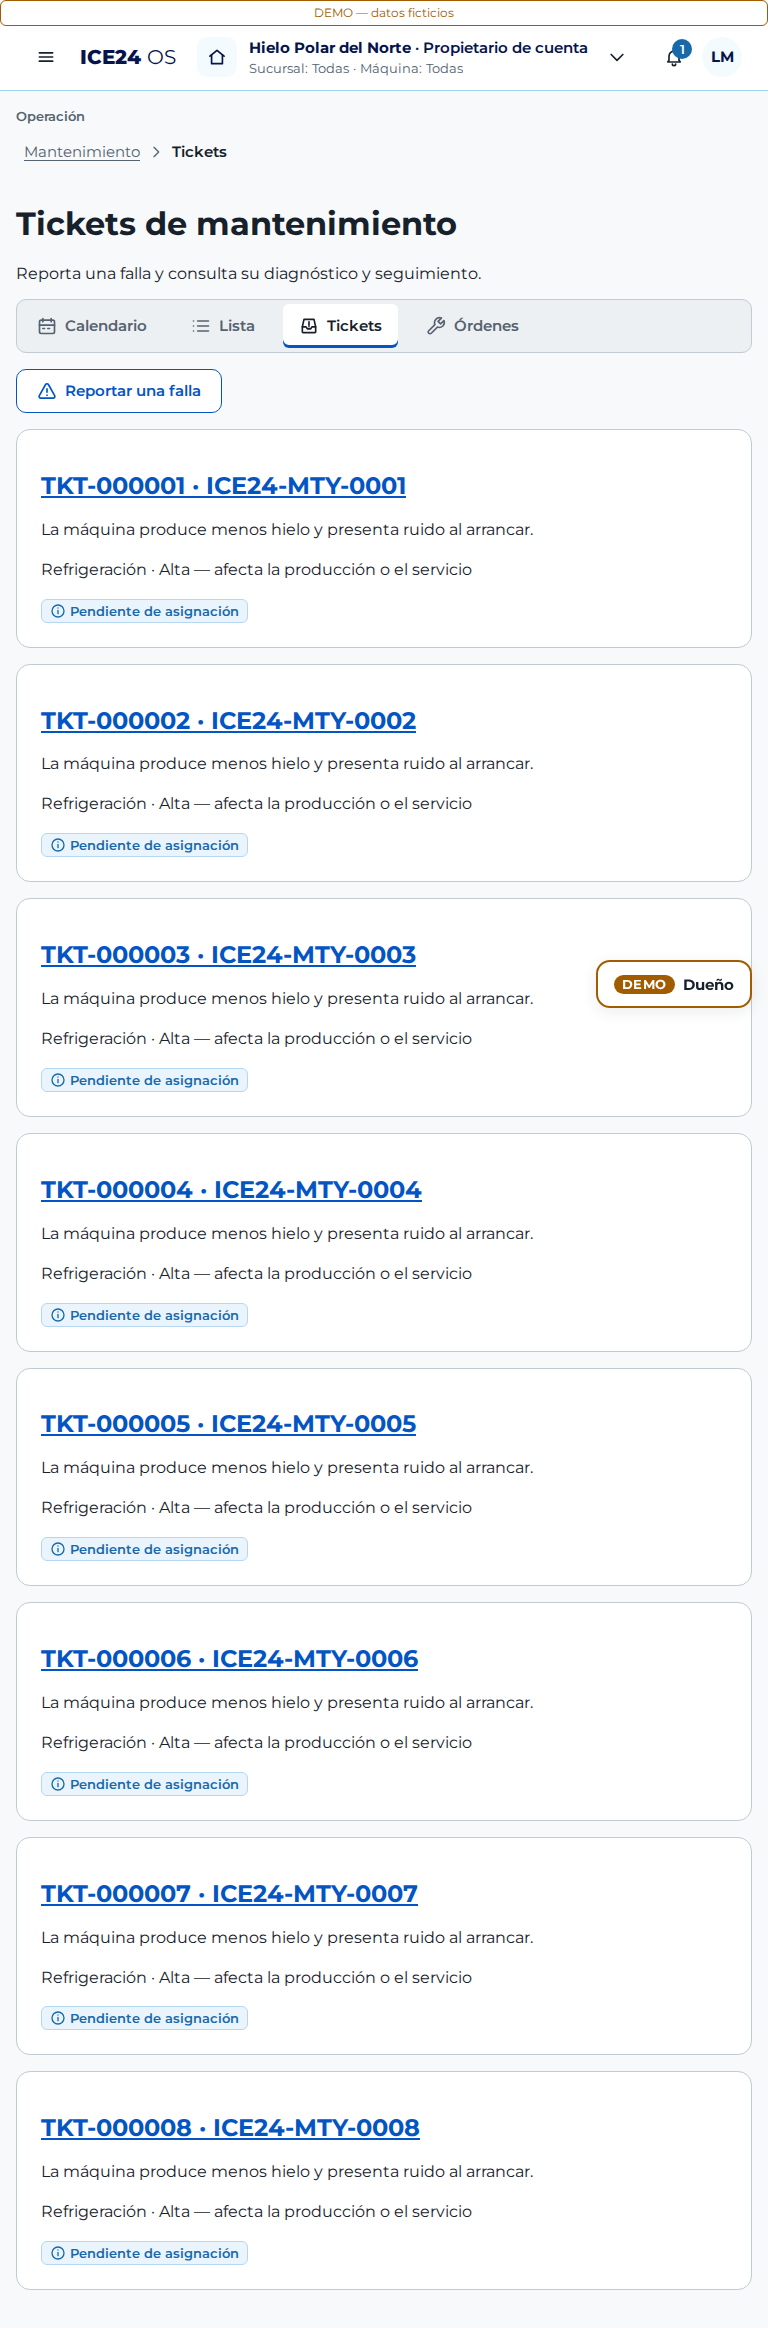 DEMO — datos ficticios
ICE24 OS
Hielo Polar del Norte · Propietario de cuenta
Sucursal: Todas · Máquina: Todas
1
LM
Operación
Mantenimiento > Tickets
Tickets de mantenimiento
Reporta una falla y consulta su diagnóstico y seguimiento.
Calendario Lista Tickets Órdenes
Reportar una falla
TKT-000001 · ICE24-MTY-0001
La máquina produce menos hielo y presenta ruido al arrancar.
Refrigeración · Alta — afecta la producción o el servicio
Pendiente de asignación
TKT-000002 · ICE24-MTY-0002
La máquina produce menos hielo y presenta ruido al arrancar.
Refrigeración · Alta — afecta la producción o el servicio
Pendiente de asignación
TKT-000003 · ICE24-MTY-0003
DEMO Dueño
La máquina produce menos hielo y presenta ruido al arrancar.
Refrigeración · Alta — afecta la producción o el servicio
Pendiente de asignación
TKT-000004 · ICE24-MTY-0004
La máquina produce menos hielo y presenta ruido al arrancar.
Refrigeración · Alta — afecta la producción o el servicio
Pendiente de asignación
TKT-000005 · ICE24-MTY-0005
La máquina produce menos hielo y presenta ruido al arrancar.
Refrigeración · Alta — afecta la producción o el servicio
Pendiente de asignación
TKT-000006 · ICE24-MTY-0006
La máquina produce menos hielo y presenta ruido al arrancar.
Refrigeración · Alta — afecta la producción o el servicio
Pendiente de asignación
TKT-000007 · ICE24-MTY-0007
La máquina produce menos hielo y presenta ruido al arrancar.
Refrigeración · Alta — afecta la producción o el servicio
Pendiente de asignación
TKT-000008 · ICE24-MTY-0008
La máquina produce menos hielo y presenta ruido al arrancar.
Refrigeración · Alta — afecta la producción o el servicio
Pendiente de asignación